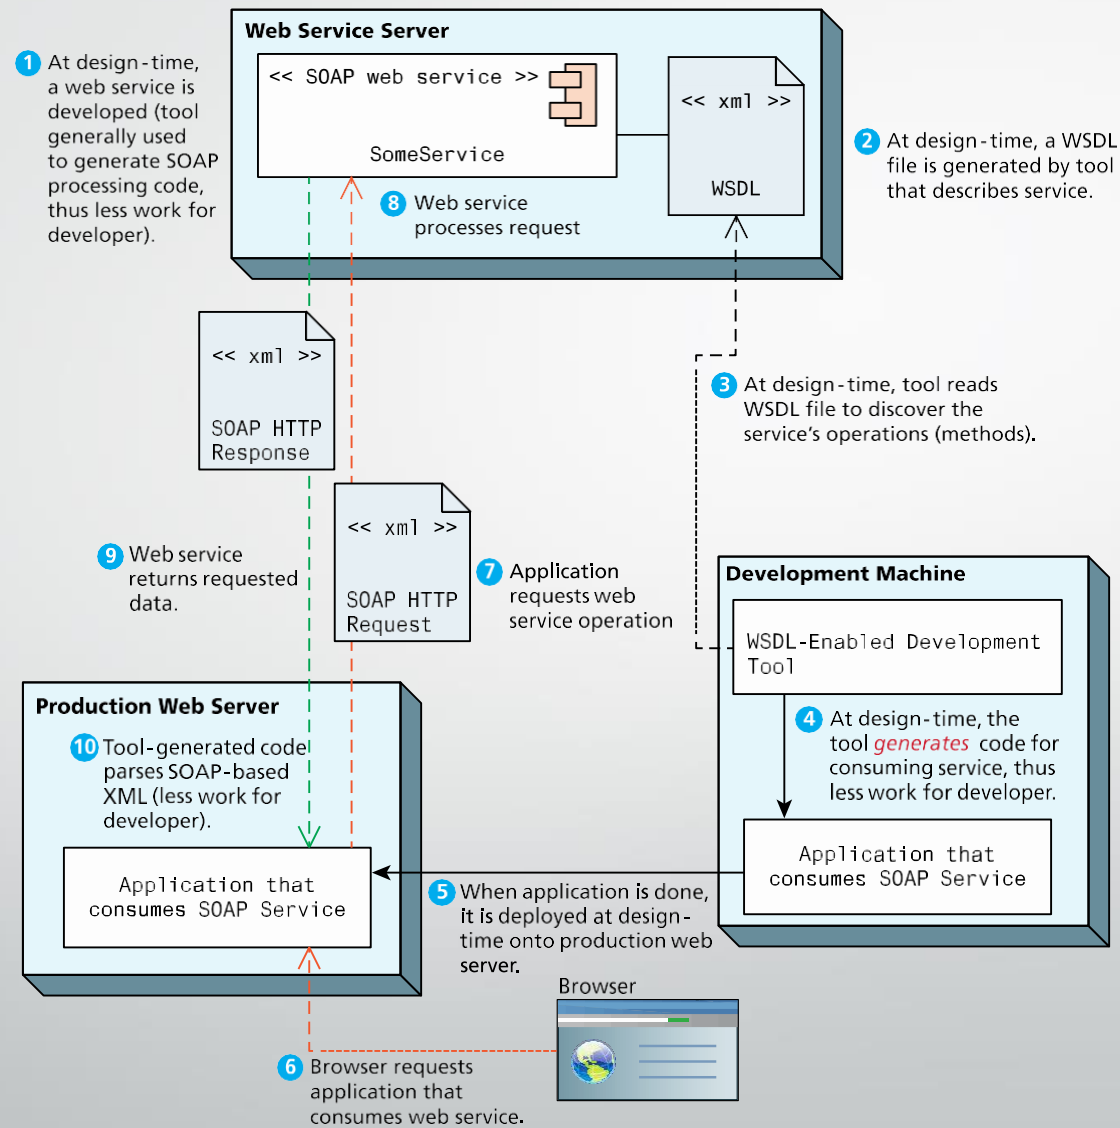 Web Service Server
<< SOAP web service >>
SomeService
<< xml >>
WSDL
1 At design-time,
a web service is
developed (tool
generally used
to generate SOAP
processing code,
thus less work for
developer).
2 At design-time, a WSDL
file is generated by tool
that describes service.
8 Web service
processes request
<< xml >>
SOAP HTTP
Response
3 At design-time, tool reads
WSDL file to discover the
service's operations (methods).
<< xml >>
SOAP HTTP
Request
9 Web service
returns requested
data.
7 Application
requests web
service operation
Development Machine
WSDL-Enabled Development
Tool
4 At design-time, the
tool generates code for
consuming service, thus
less work for developer.
Application that
consumes SOAP Service
Production Web Server
10 Tool-generated code
parses SOAP-based
XML (less work for
developer).
Application that
consumes SOAP Service
5 When application is done,
it is deployed at design-
time onto production web
server.
Browser
6 Browser requests
application that
consumes web service.